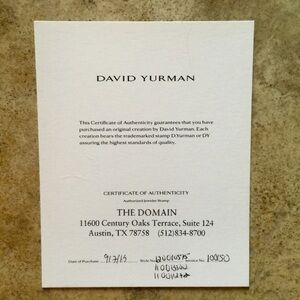 DAVID YURMAN
This Certificate of Authenticity guarantees that you have
purchased an original creation by David Yurman. Each
creation bears the trademarked stamp D.Yurman or DY
assuring the highest standards of quality.
CERTIFICATE OF AUTHENTICITY
Authorized Jeweler Stamp:
THE DOMAIN
11600 Century Oaks Terrace, Suite 124
Austin, TX 78758 (512)834-8700
Date of Purchase Style No. Invoice No.